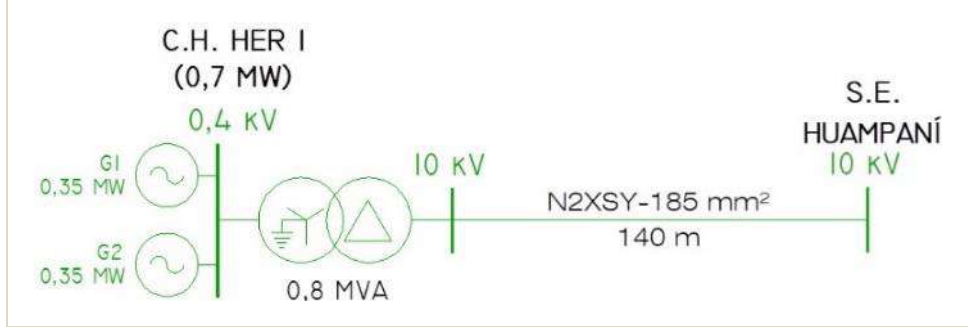 C.H. HER I
(0,7 MW)
0,4 KV
G1
0,35 MW
G2
0,35 MW
0,8 MVA
10 KV
N2XSY-185 mm²
140 m
S.E.
HUAMPANÍ
10 KV